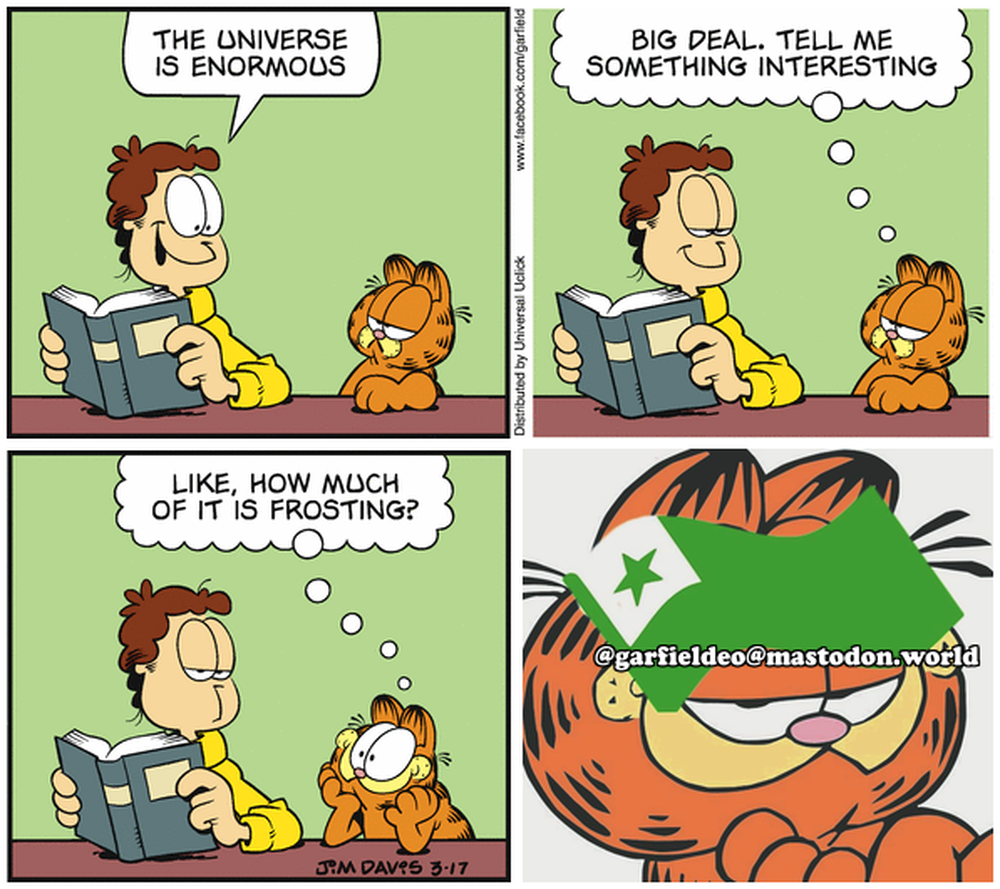 THE UNIVERSE
IS ENORMOUS
www.facebook.com/garfield
Distributed by Universal Uclick
BIG DEAL. TELL ME
SOMETHING INTERESTING
LIKE, HOW MUCH
OF IT IS FROSTING?
JIM DAVIS 3-17
@garfieldeo@mastodon.world